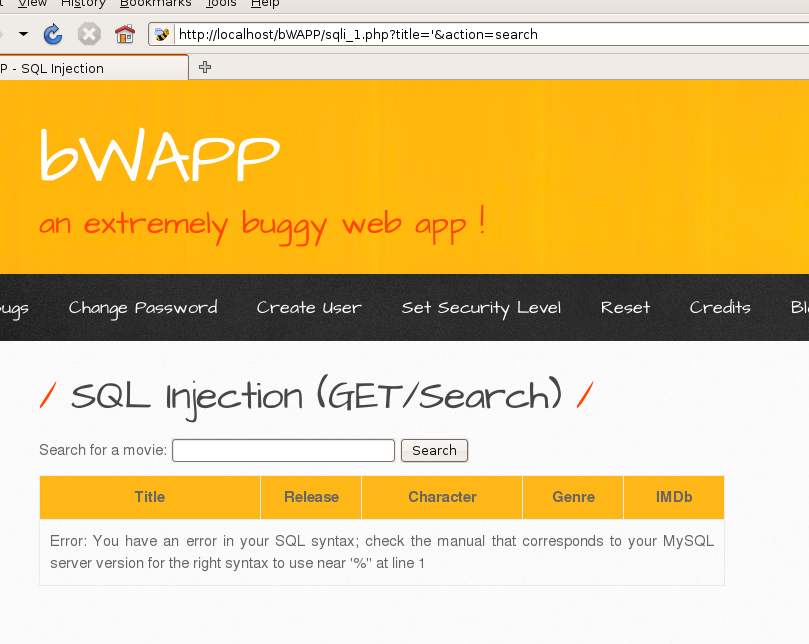 View History Bookmarks Tools Help
http://localhost/bWAPP/sqli_1.php?title='&action=search
P - SQL Injection
bWAPP
an extremely buggy web app !
Change Password Create User Set Security Level Reset Credits
/ SQL Injection (GET/Search) /
Search for a movie: Search
Title Release Character Genre IMDb
Error: You have an error in your SQL syntax; check the manual that corresponds to your MySQL
server version for the right syntax to use near '%'' at line 1